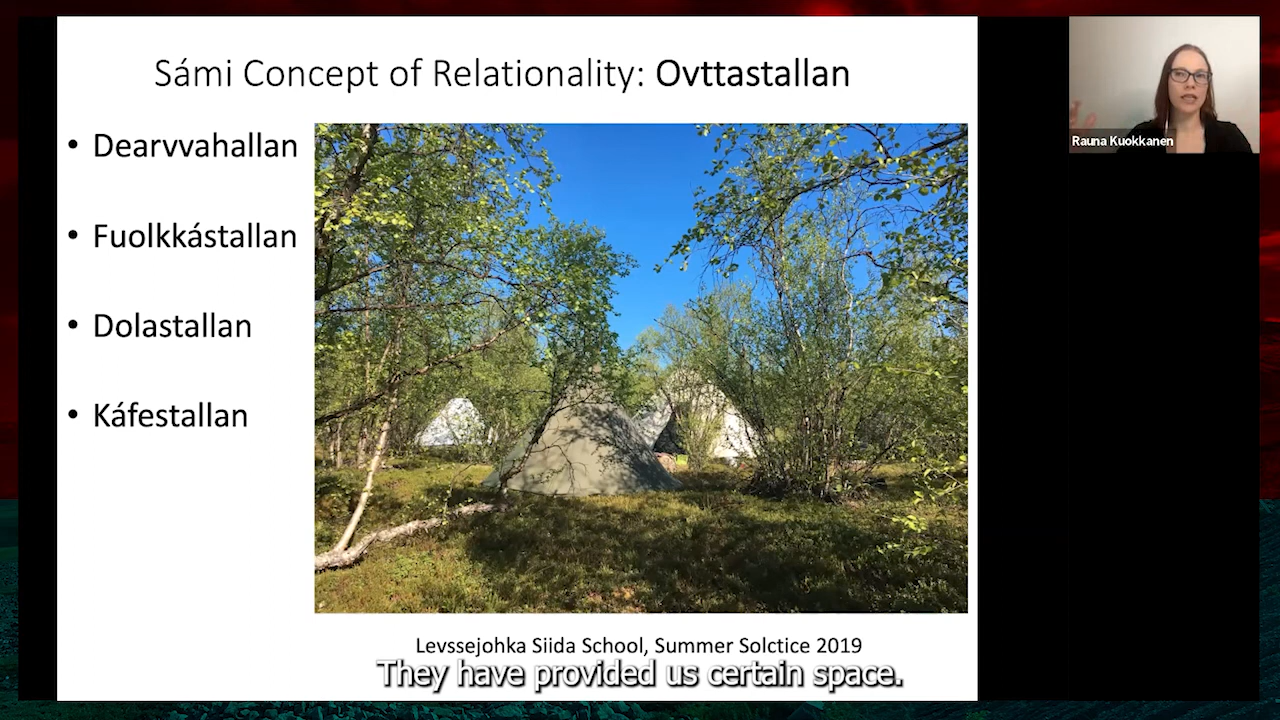 Sámi Concept of Relationality: Ovttastallan
• Dearvvahallan
• Fuolkkástallan
• Dolastallan
• Káfestallan
Levssejohka Siida School, Summer Solctice 2019
They have provided us certain space.
Rauna Kuokkanen